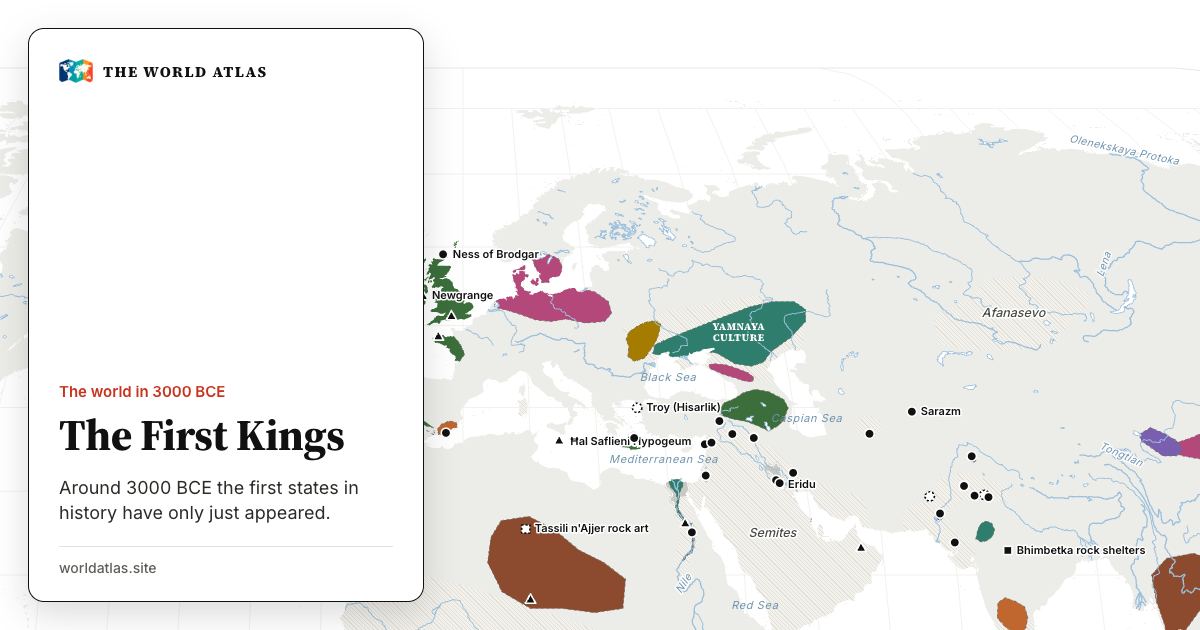 THE WORLD ATLAS
The world in 3000 BCE
The First Kings
Around 3000 BCE the first states in
history have only just appeared.
worldatlas.site
Olenekskaya Protoka
Ness of Brodgar
Lena
Newgrange
Afanasevo
YAMNAYA
CULTURE
Black Sea
Troy (Hisarlik)
Caspian Sea
Sarazm
Ħal Saflieni Hypogeum
Mediterranean Sea
Tongtian
Eridu
Tassili n'Ajjer rock art
Semites
Bhimbetka rock shelters
Nile
Red Sea